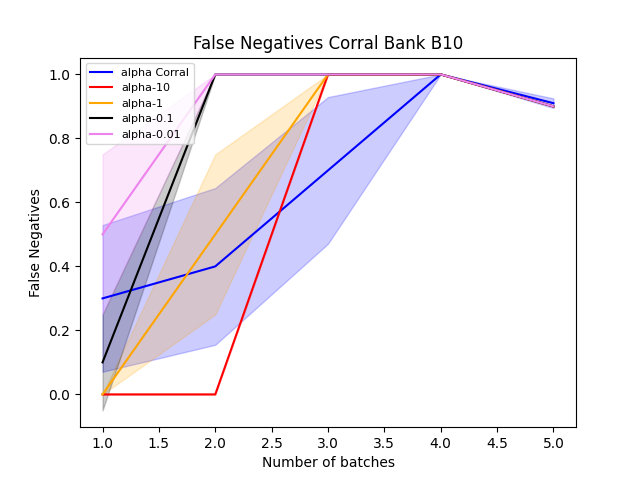 False Negatives Corral Bank B10
alpha Corral
alpha-10
alpha-1
alpha-0.1
alpha-0.01
1.0
0.8
0.6
0.4
0.2
0.0
False Negatives
1.0 1.5 2.0 2.5 3.0 3.5 4.0 4.5 5.0
Number of batches